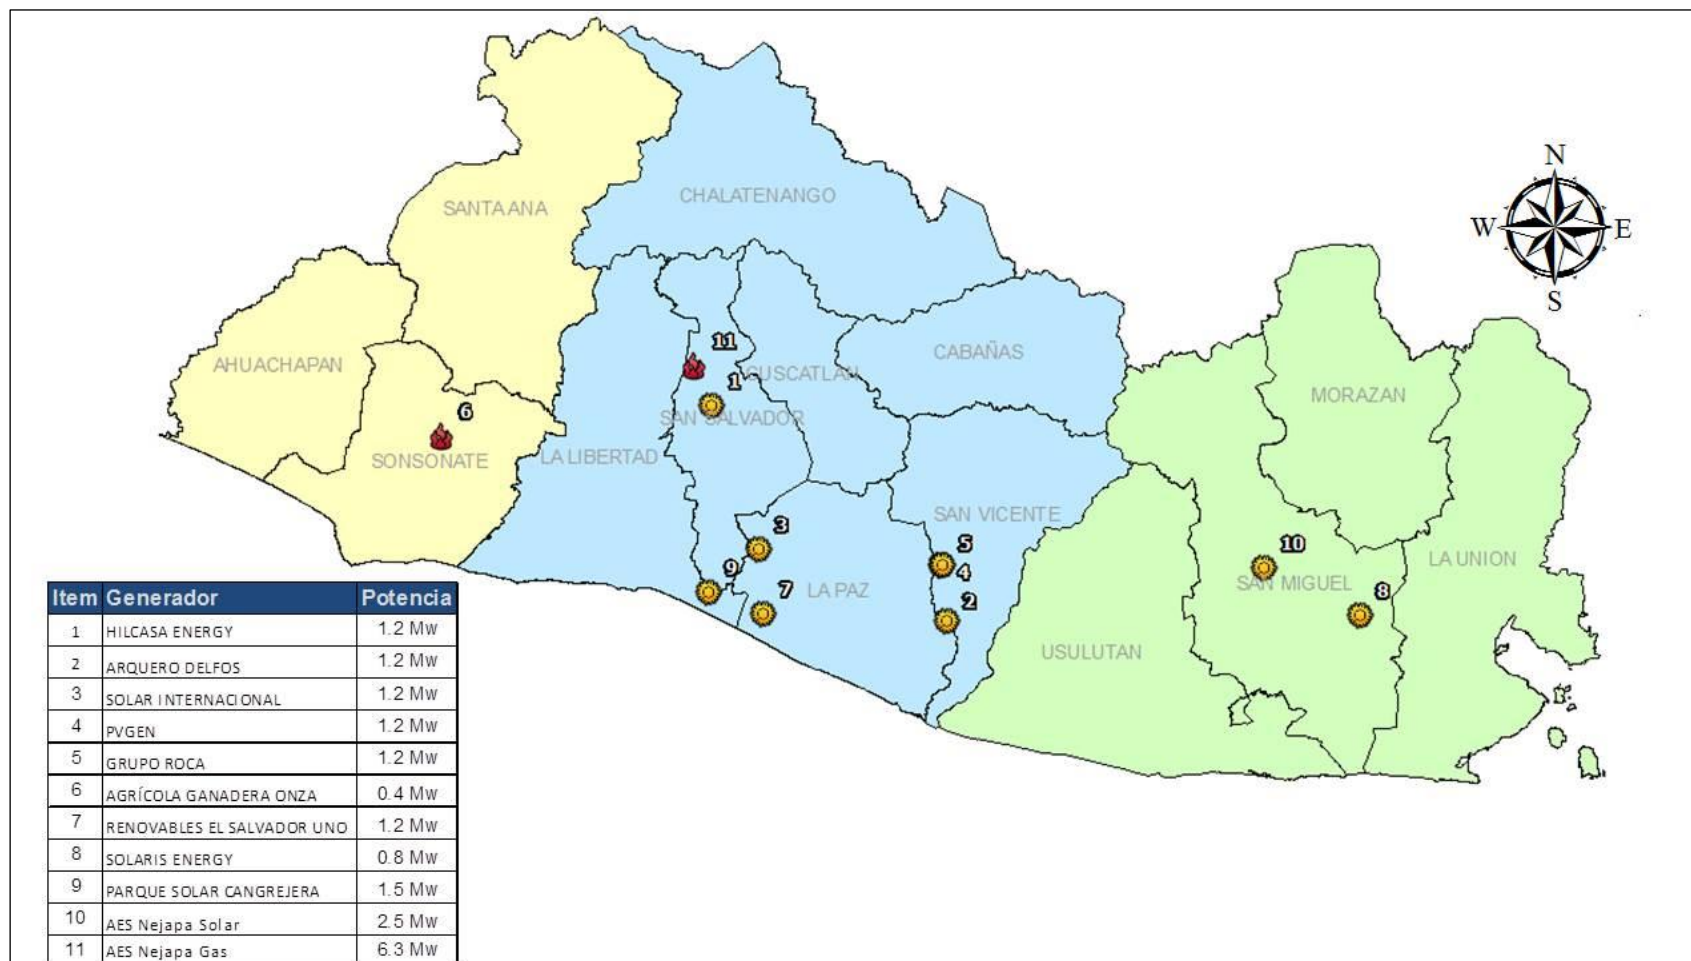 N
W E
S
CHALATENANGO
SANTA ANA
AHUACHAPAN
11
CUSCATLAN
CABAÑAS
1
MORAZAN
6
SAN SALVADOR
SONSONATE
LA LIBERTAD
SAN VICENTE
3
5
10
LA UNION
9
4
7
LA PAZ
2
SAN MIGUEL
8
USULUTAN
Item Generador Potencia
1 HILCASA ENERGY 1.2 Mw
2 ARQUERO DELFOS 1.2 Mw
3 SOLAR INTERNACIONAL 1.2 Mw
4 PVGEN 1.2 Mw
5 GRUPO ROCA 1.2 Mw
6 AGRÍCOLA GANADERA ONZA 0.4 Mw
7 RENOVABLES EL SALVADOR UNO 1.2 Mw
8 SOLARIS ENERGY 0.8 Mw
9 PARQUE SOLAR CANGREJERA 1.5 Mw
10 AES Nejapa Solar 2.5 Mw
11 AES Nejapa Gas 6.3 Mw